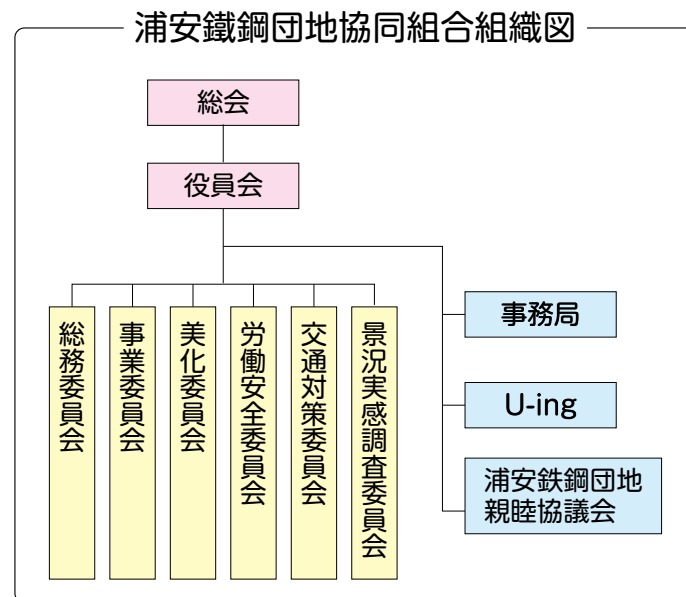 浦安鐵鋼団地協同組合組織図
総会
役員会
総務委員会
事業委員会
美化委員会
労働安全委員会
交通対策委員会
景況実感調査委員会
事務局
U-ing
浦安鉄鋼団地
親睦協議会